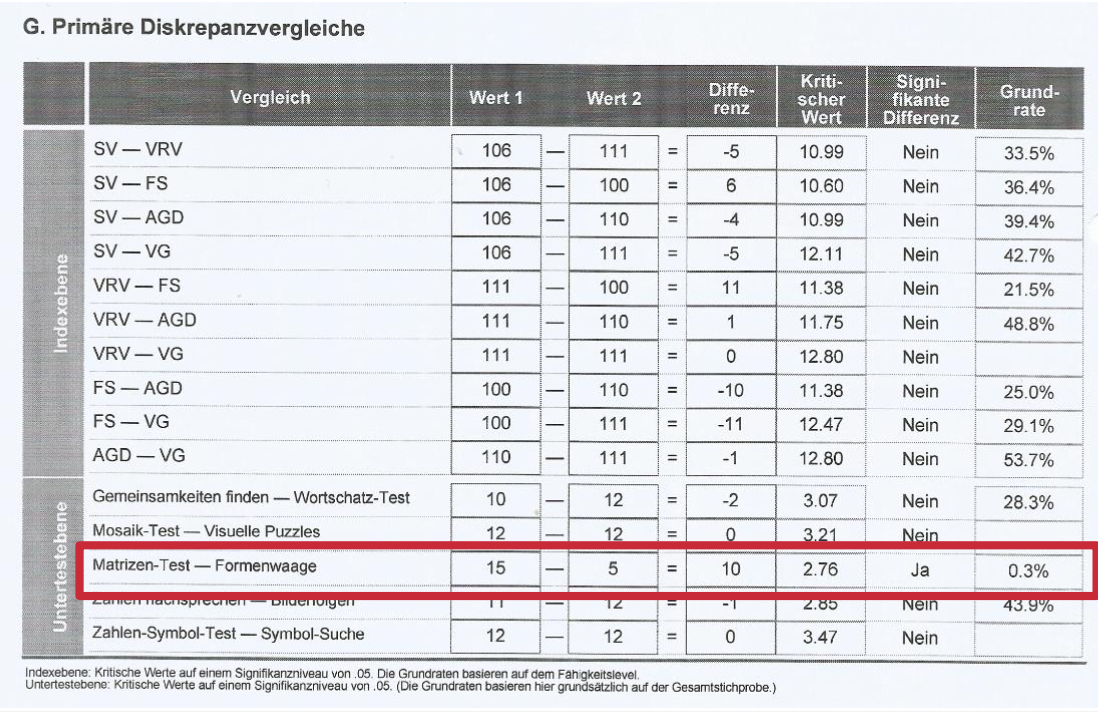 G. Primäre Diskrepanzvergleiche
Vergleich Wert 1 Wert 2 Diffe-renz Kriti-scher Wert Signi-fikante Differenz Grund-rate
Indexebene
SV — VRV 106 — 111 = -5 10.99 Nein 33.5%
SV — FS 106 — 100 = 6 10.60 Nein 36.4%
SV — AGD 106 — 110 = -4 10.99 Nein 39.4%
SV — VG 106 — 111 = -5 12.11 Nein 42.7%
VRV — FS 111 — 100 = 11 11.38 Nein 21.5%
VRV — AGD 111 — 110 = 1 11.75 Nein 48.8%
VRV — VG 111 — 111 = 0 12.80 Nein
FS — AGD 100 — 110 = -10 11.38 Nein 25.0%
FS — VG 100 — 111 = -11 12.47 Nein 29.1%
AGD — VG 110 — 111 = -1 12.80 Nein 53.7%
Untertestebene
Gemeinsamkeiten finden — Wortschatz-Test 10 — 12 = -2 3.07 Nein 28.3%
Mosaik-Test — Visuelle Puzzles 12 — 12 = 0 3.21 Nein
Matrizen-Test — Formenwaage 15 — 5 = 10 2.76 Ja 0.3%
Zahlen nachsprechen — Bilderfolgen 11 — 12 = -1 2.85 Nein 43.9%
Zahlen-Symbol-Test — Symbol-Suche 12 — 12 = 0 3.47 Nein
Indexebene: Kritische Werte auf einem Signifikanzniveau von .05. Die Grundraten basieren auf dem Fähigkeitslevel.
Untertestebene: Kritische Werte auf einem Signifikanzniveau von .05. (Die Grundraten basieren hier grundsätzlich auf der Gesamtstichprobe.)